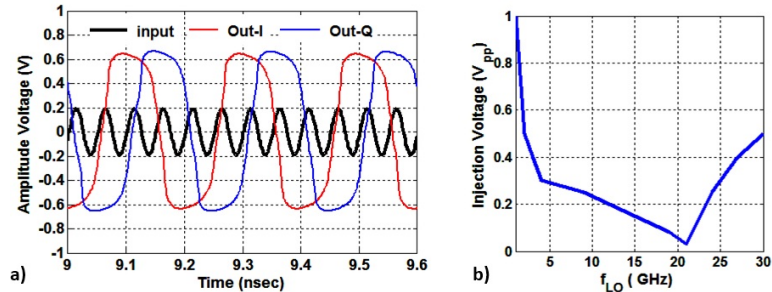 input Out-I Out-Q
Amplitude Voltage (V)
1
0.8
0.6
0.4
0.2
0
-0.2
-0.4
-0.6
-0.8
-1
9 9.1 9.2 9.3 9.4 9.5 9.6
Time (nsec)
a)
Injection Voltage (Vpp)
1
0.8
0.6
0.4
0.2
0
5 10 15 20 25 30
fLO ( GHz)
b)